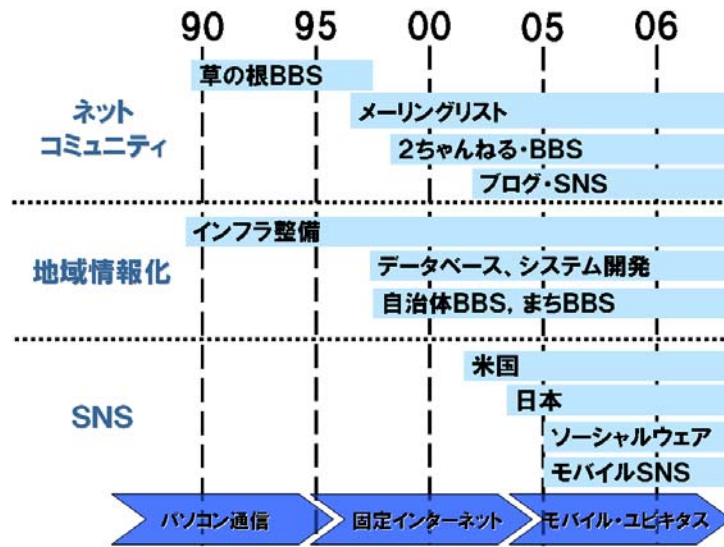 90 95 00 05 06
草の根BBS
ネット
コミュニティ
メーリングリスト
2ちゃんねる・BBS
ブログ・SNS
インフラ整備
地域情報化
データベース、システム開発
自治体BBS, まちBBS
米国
日本
SNS
ソーシャルウェア
モバイルSNS
パソコン通信 固定インターネット モバイル・ユビキタス